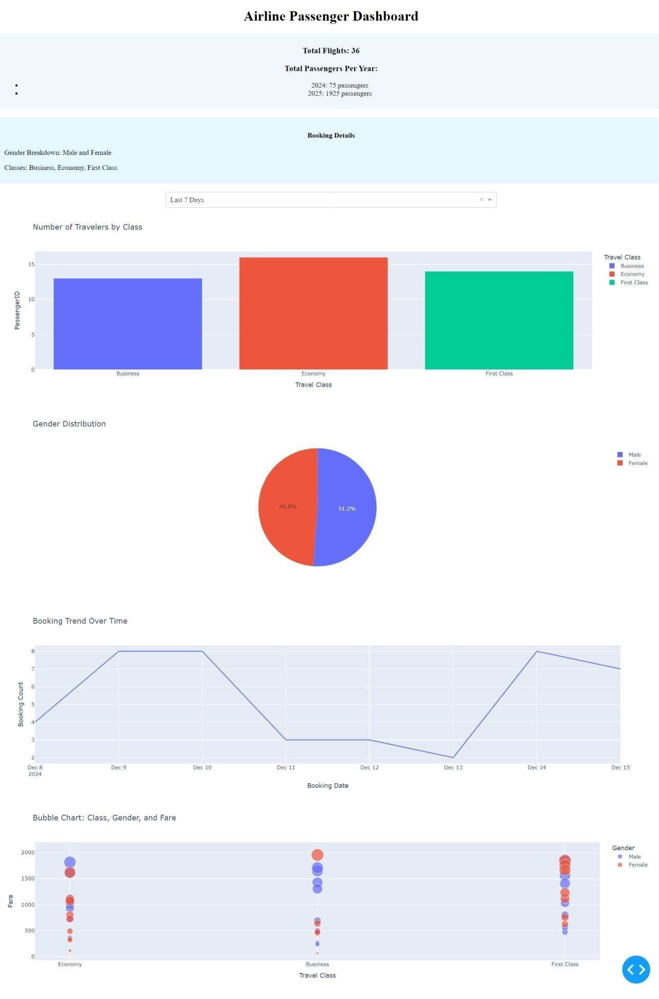 Airline Passenger Dashboard
Total Flights: 36
Total Passengers Per Year:
2024: 75 passengers
2025: 1925 passengers
Booking Details
Gender Breakdown: Male and Female
Classes: Business, Economy, First Class
Last 7 Days × 
Number of Travelers by Class
15
10
5
0
PassengerID
Business Economy First Class
Travel Class
Travel Class
Business
Economy
First Class
Gender Distribution
48.8% 51.2%
Male
Female
Booking Trend Over Time
8
7
6
5
4
3
2
Booking Count
Dec 8 Dec 9 Dec 10 Dec 11 Dec 12 Dec 13 Dec 14 Dec 15
2024
Booking Date
Bubble Chart: Class, Gender, and Fare
2000
1500
1000
500
0
Fare
Economy Business First Class
Travel Class
Gender
Male
Female